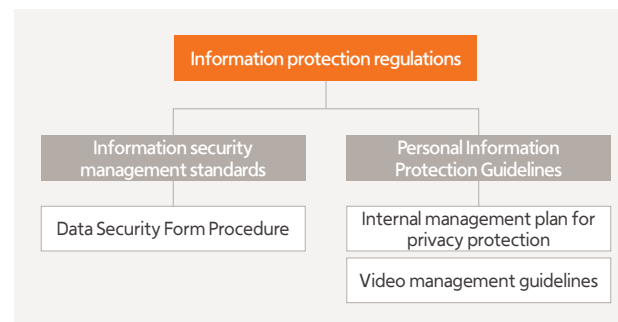 Information protection regulations
Information security
management standards
Personal Information
Protection Guidelines
Data Security Form Procedure
Internal management plan for
privacy protection
Video management guidelines